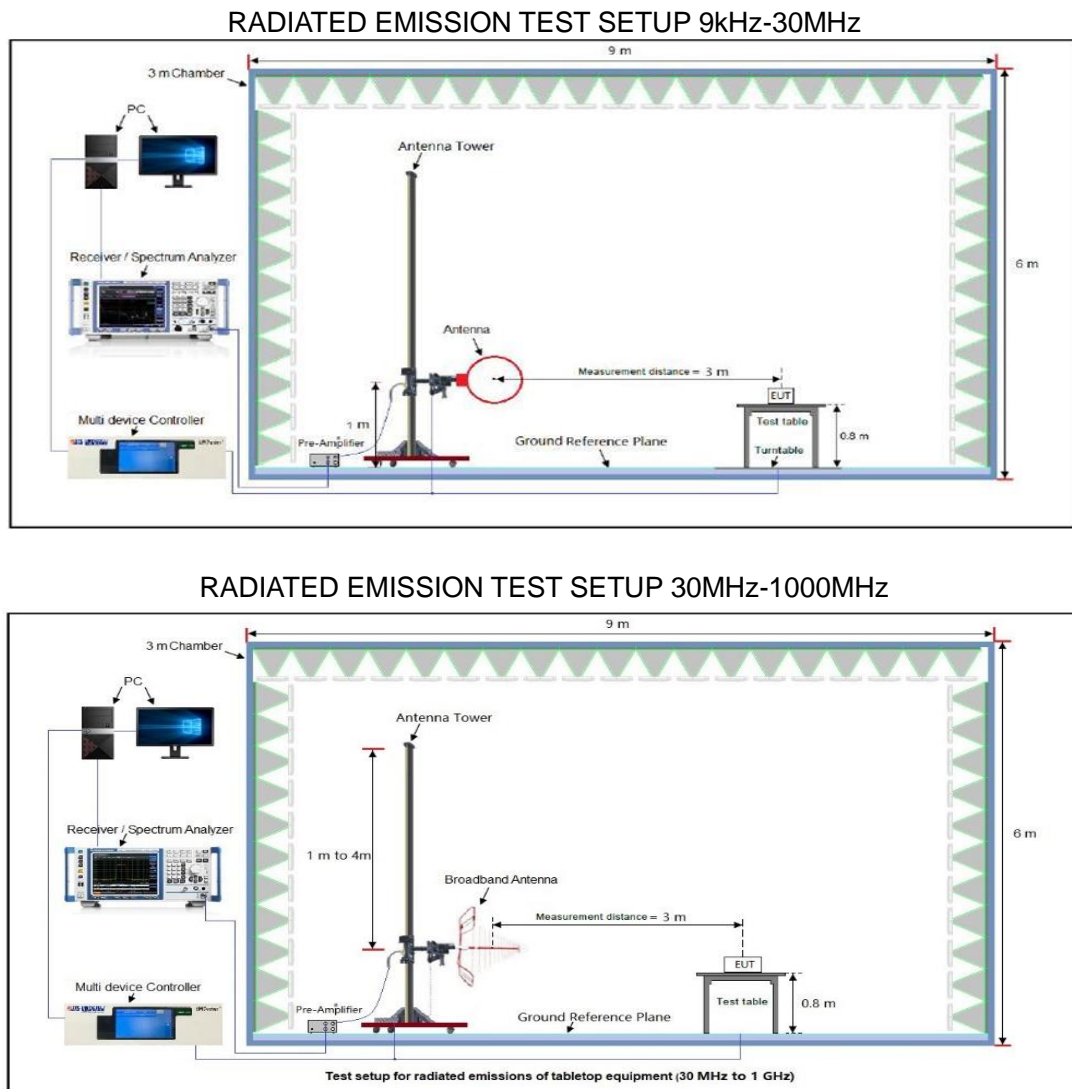 RADIATED EMISSION TEST SETUP 9kHz-30MHz
9 m
3 m Chamber
PC
Antenna Tower
Receiver / Spectrum Analyzer
6 m
Antenna
Measurement distance = 3 m
EUT
1 m
Test table
0.8 m
Multi device Controller
Pre-Amplifier
Ground Reference Plane
Turntable
RADIATED EMISSION TEST SETUP 30MHz-1000MHz
9 m
3 m Chamber
PC
Antenna Tower
Receiver / Spectrum Analyzer
6 m
1 m to 4m
Broadband Antenna
Measurement distance = 3 m
EUT
Multi device Controller
Test table
0.8 m
Pre-Amplifier
Ground Reference Plane
Test setup for radiated emissions of tabletop equipment (30 MHz to 1 GHz)